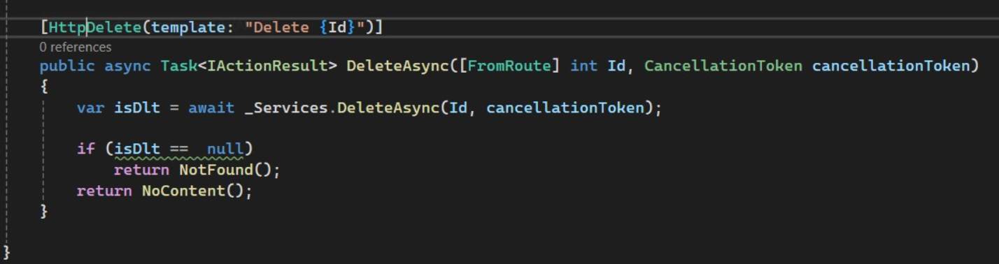 [HttpDelete(template: "Delete {Id}")]
0 references
public async Task<IActionResult> DeleteAsync([FromRoute] int Id, CancellationToken cancellationToken)
{
var isDlt = await _Services.DeleteAsync(Id, cancellationToken);
if (isDlt ==  null)
return NotFound();
return NoContent();
}
}